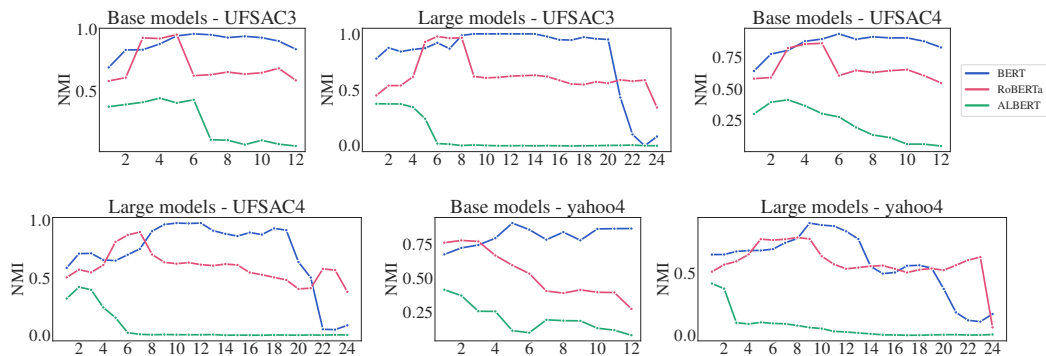 Base models - UFSAC3
Large models - UFSAC3
Base models - UFSAC4
NMI
1.0
0.5
2 4 6 8 10 12
NMI
1.0
0.5
0.0
2 4 6 8 10 12 14 16 18 20 22 24
NMI
0.75
0.50
0.25
2 4 6 8 10 12
BERT
RoBERTa
ALBERT
Large models - UFSAC4
Base models - yahoo4
Large models - yahoo4
NMI
1.0
0.5
0.0
2 4 6 8 10 12 14 16 18 20 22 24
NMI
0.75
0.50
0.25
2 4 6 8 10 12
NMI
0.5
0.0
2 4 6 8 10 12 14 16 18 20 22 24